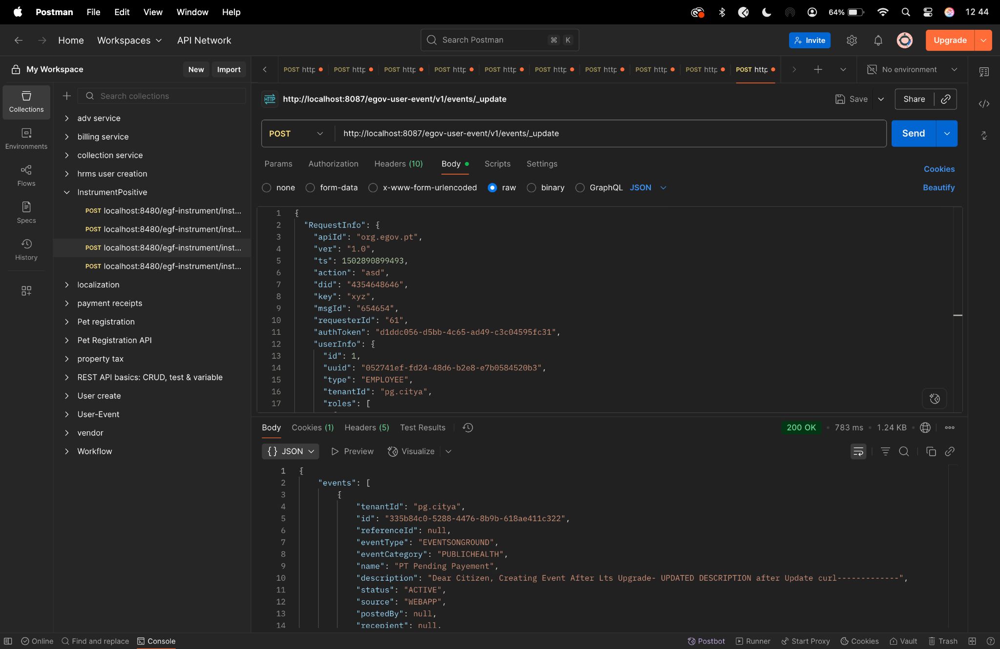 Postman File Edit View Window Help 64% 12 44
Home Workspaces API Network Search Postman ⌘ K Invite Upgrade
My Workspace New Import
POST http POST http POST http POST http POST http POST http POST http POST http POST http POST http No environment
Collections
Environments
Flows
Specs
History
Search collections
adv service
billing service
collection service
hrms user creation
InstrumentPositive
POST localhost:8480/egf-instrument/inst...
POST localhost:8480/egf-instrument/inst...
POST localhost:8480/egf-instrument/inst...
POST localhost:8480/egf-instrument/inst...
localization
payment receipts
Pet registration
Pet Registration API
property tax
REST API basics: CRUD, test & variable
User create
User-Event
vendor
Workflow
HTTP http://localhost:8087/egov-user-event/v1/events/_update Save Share
POST http://localhost:8087/egov-user-event/v1/events/_update Send
Params Authorization Headers (10) Body Scripts Settings Cookies
none form-data x-www-form-urlencoded raw binary GraphQL JSON Beautify
1 {
2 "RequestInfo": {
3 "apiId": "org.egov.pt",
4 "ver": "1.0",
5 "ts": 1502890899493,
6 "action": "asd",
7 "did": "4354648646",
8 "key": "xyz",
9 "msgId": "654654",
10 "requesterId": "61",
11 "authToken": "d1ddc056-d5bb-4c65-ad49-c3c04595fc31",
12 "userInfo": {
13 "id": 1,
14 "uuid": "052741ef-fd24-48d6-b2e8-e7b0584520b3",
15 "type": "EMPLOYEE",
16 "tenantId": "pg.citya",
17 "roles": [
Body Cookies (1) Headers (5) Test Results 200 OK 783 ms 1.24 KB
{} JSON Preview Visualize
1 {
2 "events": [
3 {
4 "tenantId": "pg.citya",
5 "id": "335b84c0-5288-4476-8b9b-618ae411c322",
6 "referenceId": null,
7 "eventType": "EVENTSONGROUND",
8 "eventCategory": "PUBLICHEALTH",
9 "name": "PT Pending Payement",
10 "description": "Dear Citizen, Creating Event After Lts Upgrade- UPDATED DESCRIPTION after Update curl-------------",
11 "status": "ACTIVE",
12 "source": "WEBAPP",
13 "postedBy": null,
14 "recepient": null,
Online Find and replace Console Postbot Runner Start Proxy Cookies Vault Trash